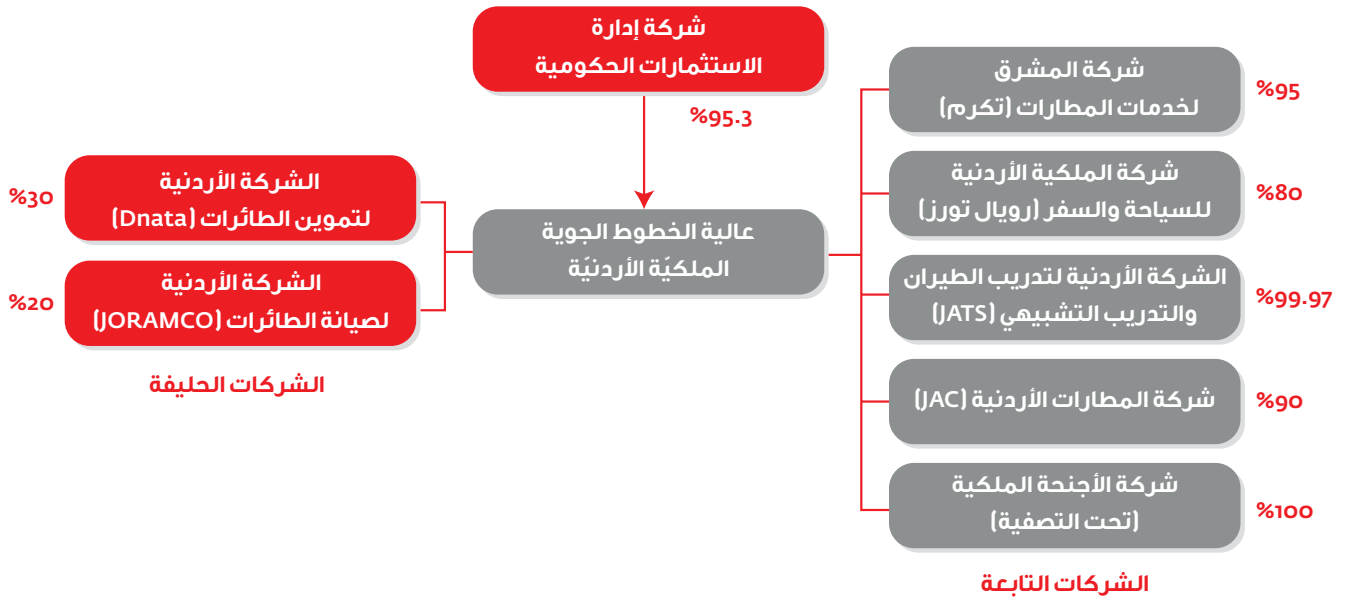 شركة إدارة
الاستثمارات الحكومية
%95.3
عالية الخطوط الجوية
الملكيّة الأردنيّة
شركة المشرق
لخدمات المطارات (تكرم)
%95
شركة الملكية الأردنية
للسياحة والسفر (رويال تورز)
%80
الشركة الأردنية لتدريب الطيران
والتدريب التشبيهي (JATS)
%99.97
شركة المطارات الأردنية (JAC)
%90
شركة الأجنحة الملكية
(تحت التصفية)
%100
الشركات التابعة
الشركة الأردنية
لتموين الطائرات (Dnata)
%30
الشركة الأردنية
لصيانة الطائرات (JORAMCO)
%20
الشركات الحليفة